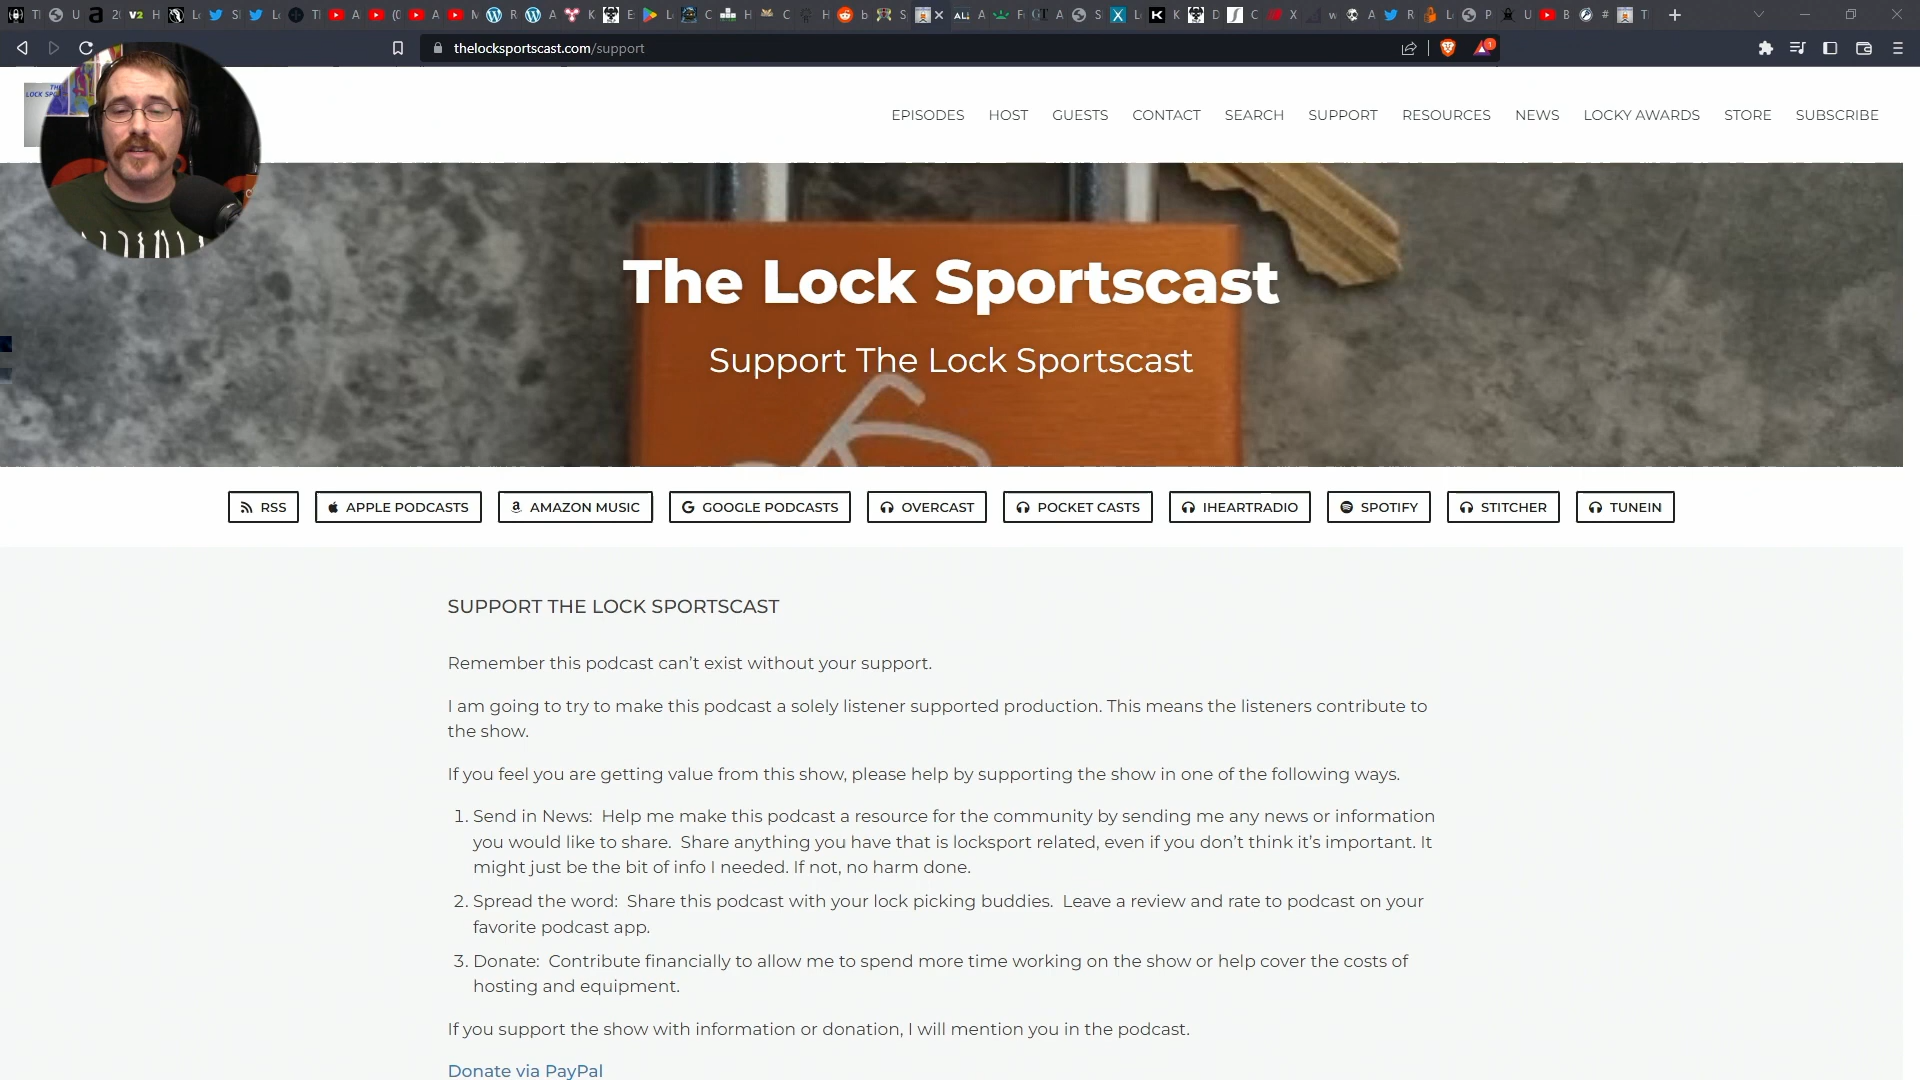 thelocksportscast.com/support
THE
LOCK SPO
EPISODES HOST GUESTS CONTACT SEARCH SUPPORT RESOURCES NEWS LOCKY AWARDS STORE SUBSCRIBE
The Lock Sportscast
Support The Lock Sportscast
RSS APPLE PODCASTS AMAZON MUSIC GOOGLE PODCASTS OVERCAST POCKET CASTS IHEARTRADIO SPOTIFY STITCHER TUNEIN
SUPPORT THE LOCK SPORTSCAST
Remember this podcast can’t exist without your support.
I am going to try to make this podcast a solely listener supported production. This means the listeners contribute to
the show.
If you feel you are getting value from this show, please help by supporting the show in one of the following ways.
1. Send in News: Help me make this podcast a resource for the community by sending me any news or information
you would like to share. Share anything you have that is locksport related, even if you don’t think it’s important. It
might just be the bit of info I needed. If not, no harm done.
2. Spread the word: Share this podcast with your lock picking buddies. Leave a review and rate to podcast on your
favorite podcast app.
3. Donate: Contribute financially to allow me to spend more time working on the show or help cover the costs of
hosting and equipment.
If you support the show with information or donation, I will mention you in the podcast.
Donate via PayPal